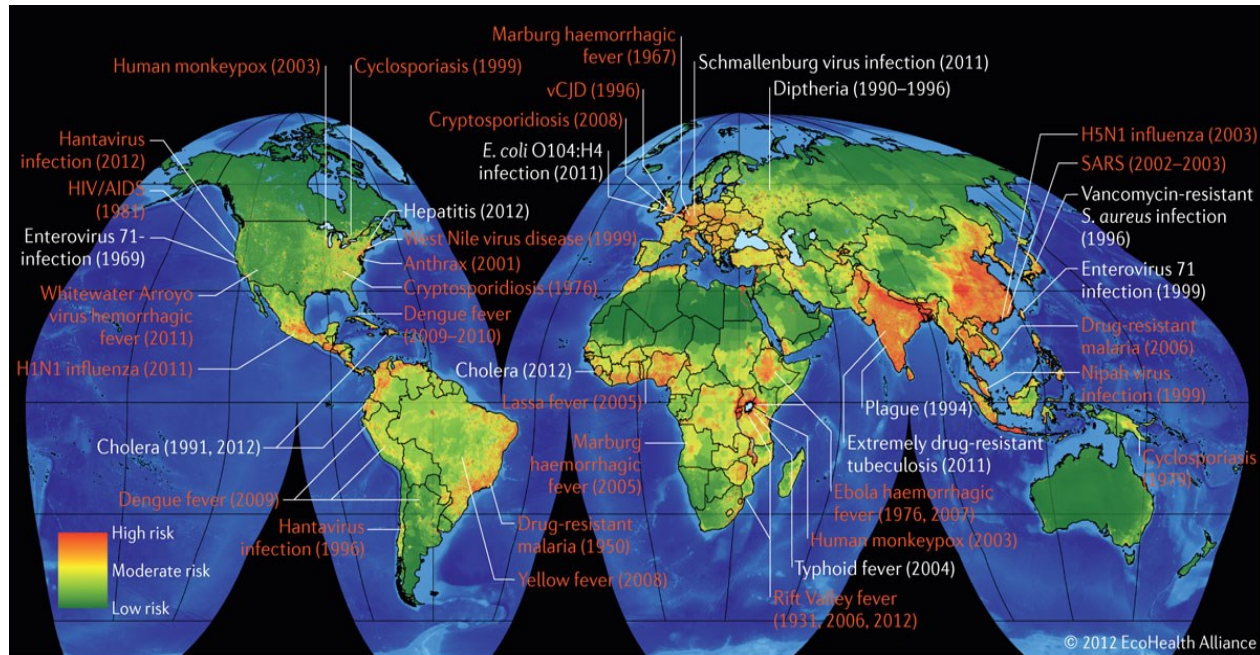 Marburg haemorrhagic
fever (1967)
Human monkeypox (2003)
Cyclosporiasis (1999)
Schmallenburg virus infection (2011)
vCJD (1996)
Diptheria (1990–1996)
Hantavirus
infection (2012)
Cryptosporidiosis (2008)
H5N1 influenza (2003)
E. coli O104:H4
infection (2011)
SARS (2002–2003)
HIV/AIDS
(1981)
Vancomycin-resistant
S. aureus infection
(1996)
Hepatitis (2012)
Enterovirus 71-
infection (1969)
West Nile virus disease (1999)
Anthrax (2001)
Enterovirus 71
infection (1999)
Whitewater Arroyo
virus hemorrhagic
fever (2011)
Cryptosporidiosis (1976)
Dengue fever
(2009–2010)
Drug-resistant
malaria (2006)
H1N1 influenza (2011)
Cholera (2012)
Nipah virus
infection (1999)
Lassa fever (2005)
Plague (1994)
Cholera (1991, 2012)
Marburg
haemorrhagic
fever (2005)
Extremely drug-resistant
tubeculosis (2011)
Cyclosporiasis
(1979)
Dengue fever (2009)
Ebola haemorrhagic
fever (1976, 2007)
Hantavirus
infection (1996)
Drug-resistant
malaria (1950)
Human monkeypox (2003)
Typhoid fever (2004)
Yellow fever (2008)
Rift Valley fever
(1931, 2006, 2012)
High risk
Moderate risk
Low risk
© 2012 EcoHealth Alliance